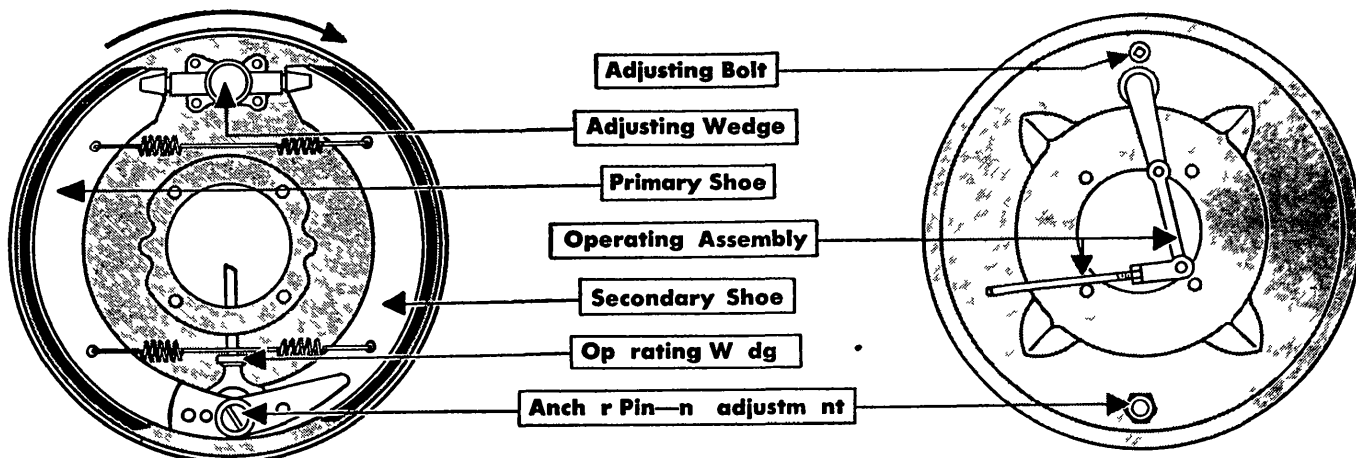 Adjusting Bolt
Adjusting Wedge
Primary Shoe
Operating Assembly
Secondary Shoe
Op rating W dg
Anch r Pin—n adjustm nt